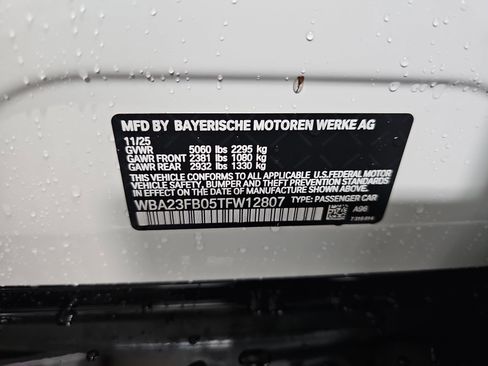 MFD BY BAYERISCHE MOTOREN WERKE AG
11/25
GVWR 5060 lbs 2295 kg
GAWR FRONT 2381 lbs 1080 kg
GAWR REAR 2932 lbs 1330 kg
THIS VEHICLE CONFORMS TO ALL APPLICABLE U.S.FEDERAL MOTOR
VEHICLE SAFETY, BUMPER, AND THEFT PREVENTION STANDARDS
IN EFFECT ON THE DATE OF MANUFACTURE SHOWN ABOVE.
WBA23FB05TFW12807 TYPE: PASSENGER CAR
A96